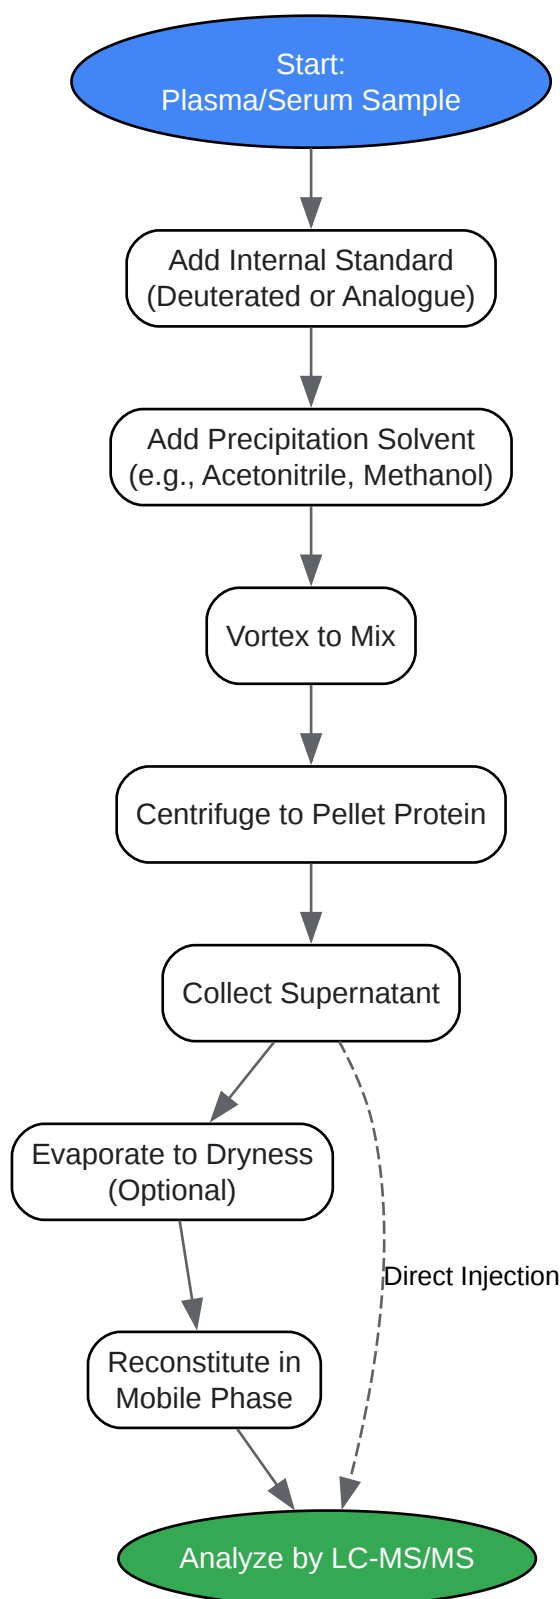 Start:
Plasma/Serum Sample
Add Internal Standard
(Deuterated or Analogue)
Add Precipitation Solvent
(e.g., Acetonitrile, Methanol)
Vortex to Mix
Centrifuge to Pellet Protein
Collect Supernatant
Evaporate to Dryness
(Optional)
Direct Injection
Reconstitute in
Mobile Phase
Analyze by LC-MS/MS